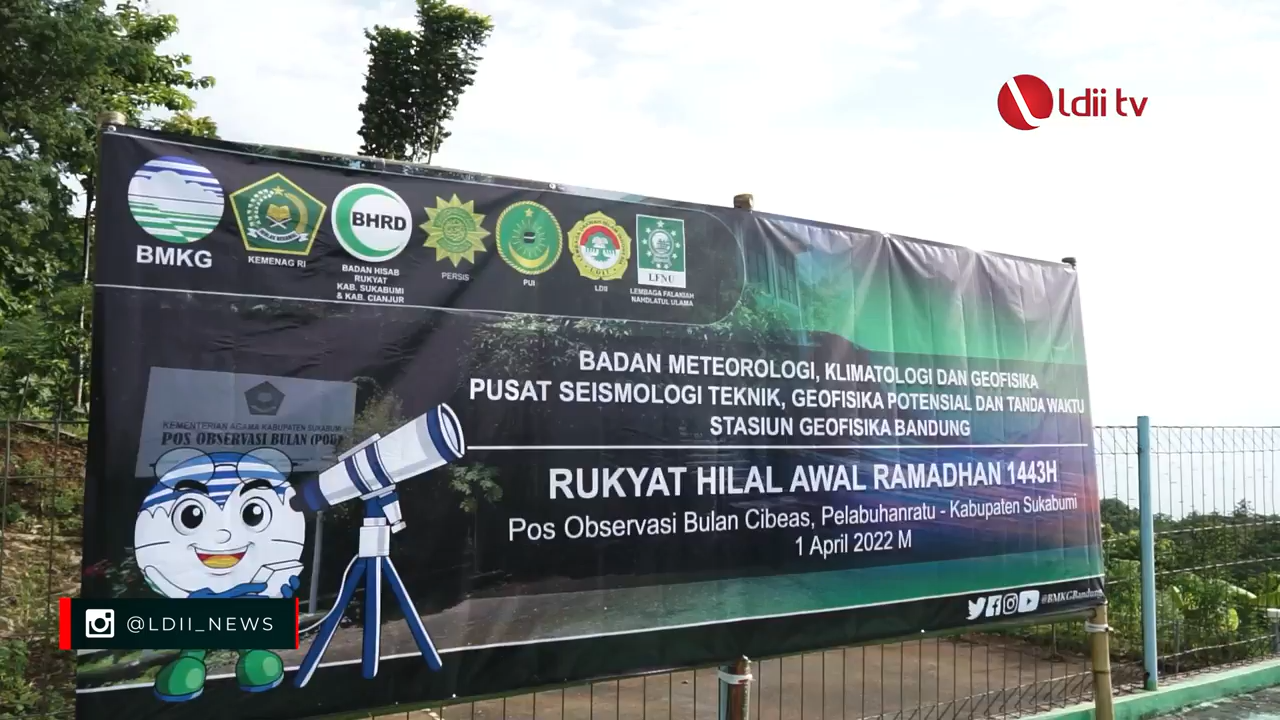 ldii tv
BMKG
KEMENAG RI
BHRD
BADAN HISAB
RUKYAT
KAB. SUKABUMI
& KAB. CIANJUR
PERSIS
PUI
LDII
LFNU
LEMBAGA FALAKIAH
NAHDLATUL ULAMA
BADAN METEOROLOGI, KLIMATOLOGI DAN GEOFISIKA
PUSAT SEISMOLOGI TEKNIK, GEOFISIKA POTENSIAL DAN TANDA WAKTU
STASIUN GEOFISIKA BANDUNG
KEMENTERIAN AGAMA KABUPATEN SUKABUMI
POS OBSERVASI BULAN (POB)
RUKYAT HILAL AWAL RAMADHAN 1443H
Pos Observasi Bulan Cibeas, Pelabuhanratu - Kabupaten Sukabumi
1 April 2022 M
@BMKGBandung
@LDII_NEWS